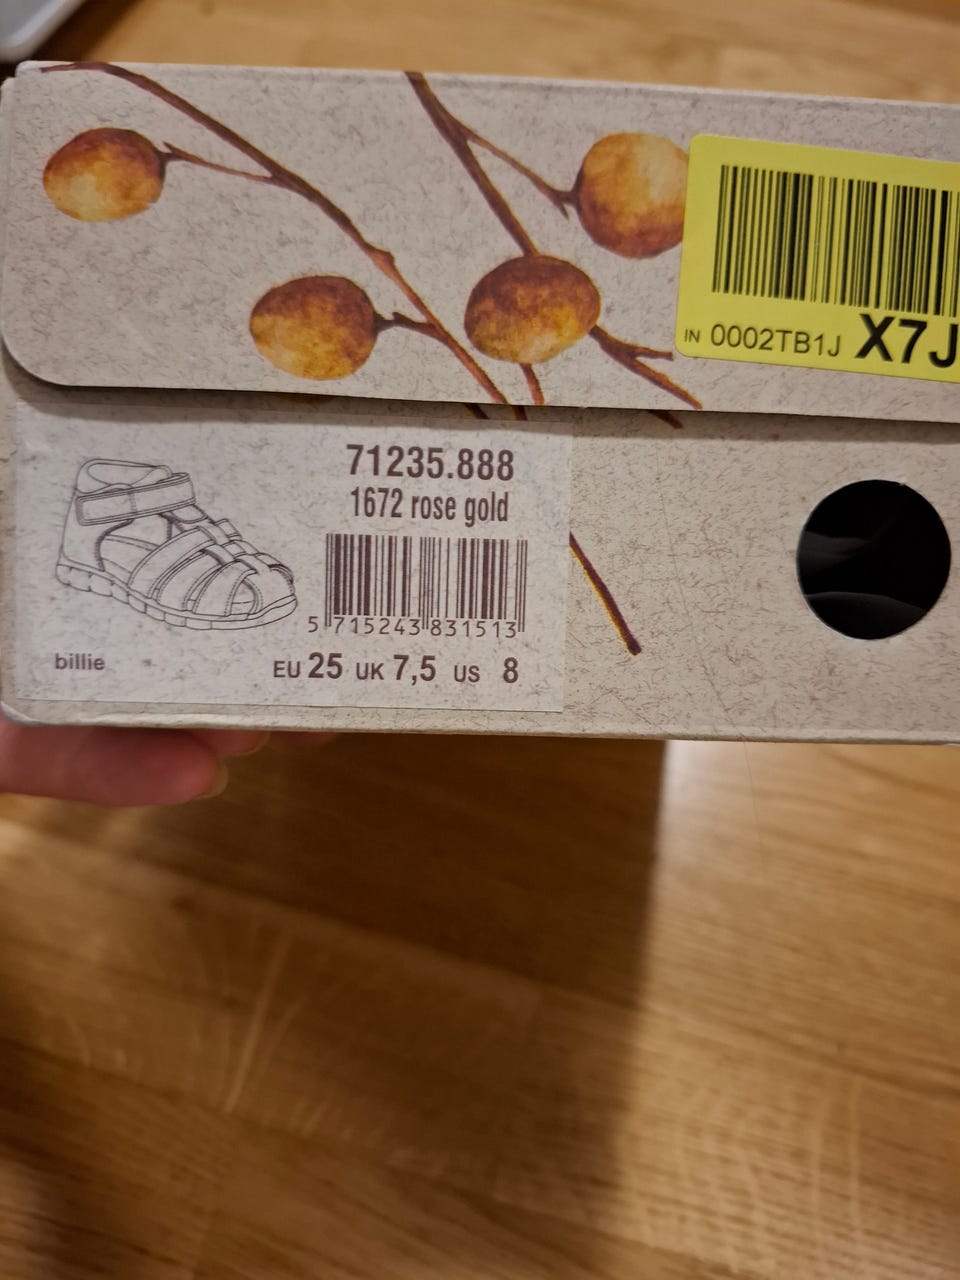 IN 0002TB1J X7J
71235.888
1672 rose gold
5 715243 831513
billie
EU 25 UK 7,5 US 8